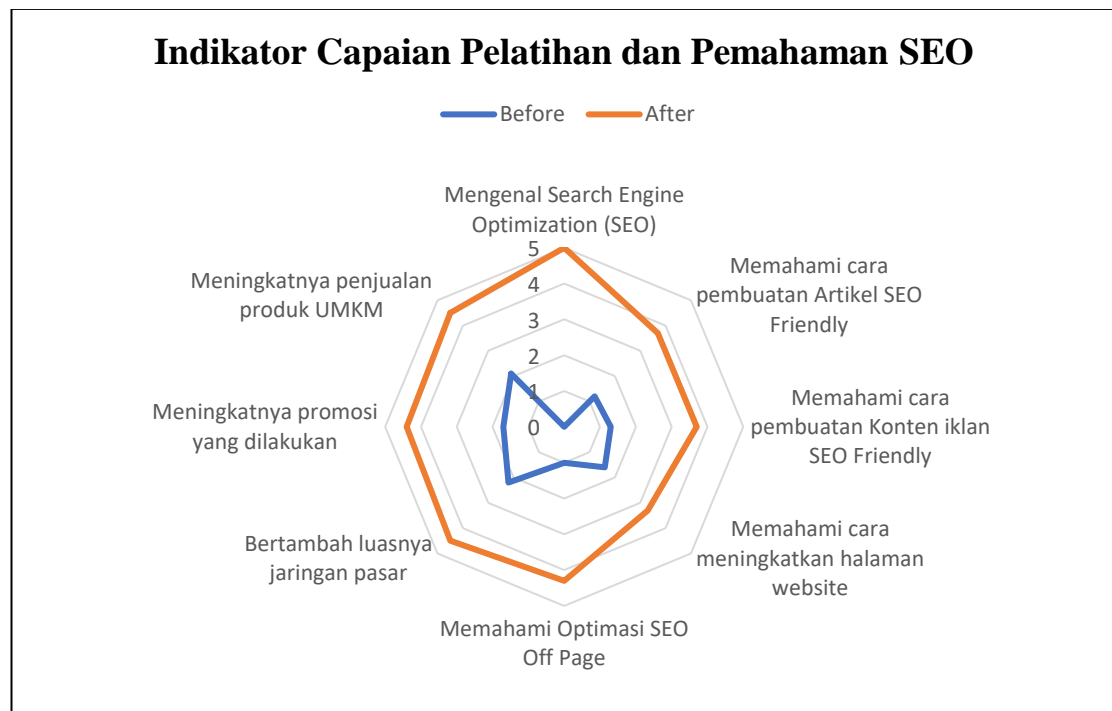 Indikator Capaian Pelatihan dan Pemahaman SEO
Before After
Mengenal Search Engine
Optimization (SEO)
Memahami cara
pembuatan Artikel SEO
Friendly
Memahami cara
pembuatan Konten iklan
SEO Friendly
Memahami cara
meningkatkan halaman
website
Memahami Optimasi SEO
Off Page
Bertambah luasnya
jaringan pasar
Meningkatnya promosi
yang dilakukan
Meningkatnya penjualan
produk UMKM
5
4
3
2
1
0